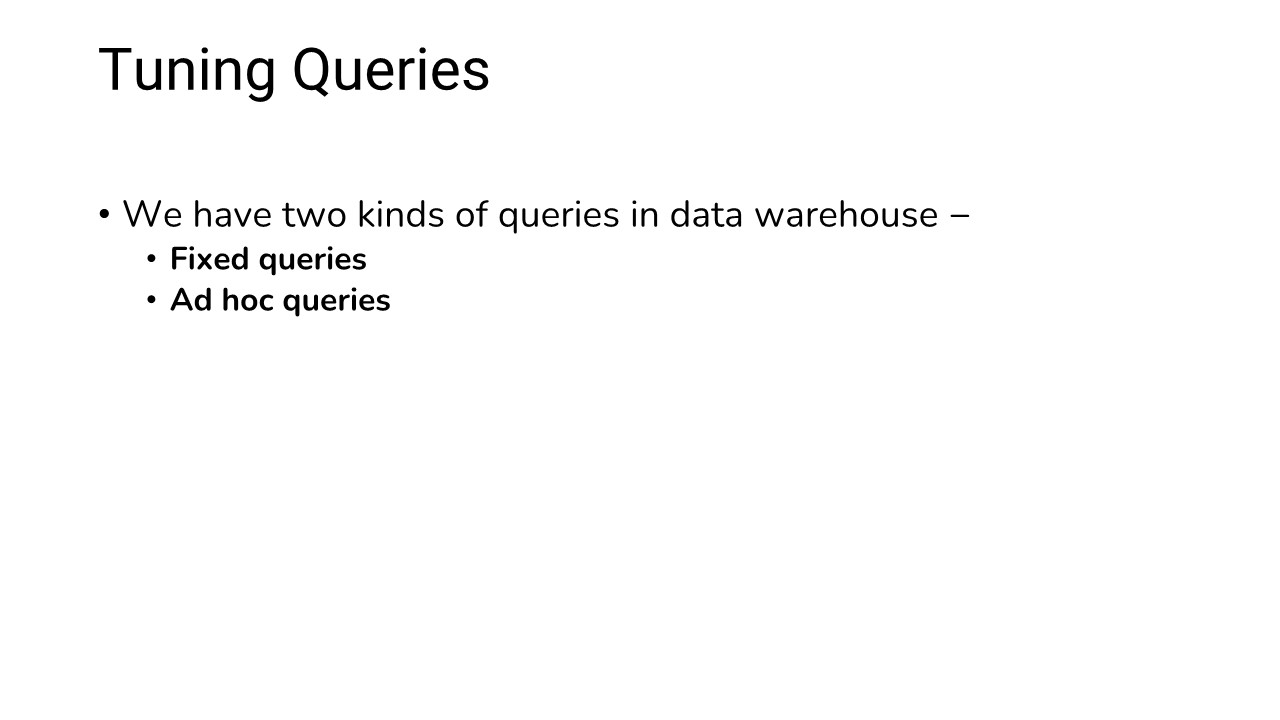 Tuning Queries
• We have two kinds of queries in data warehouse –
• Fixed queries
• Ad hoc queries